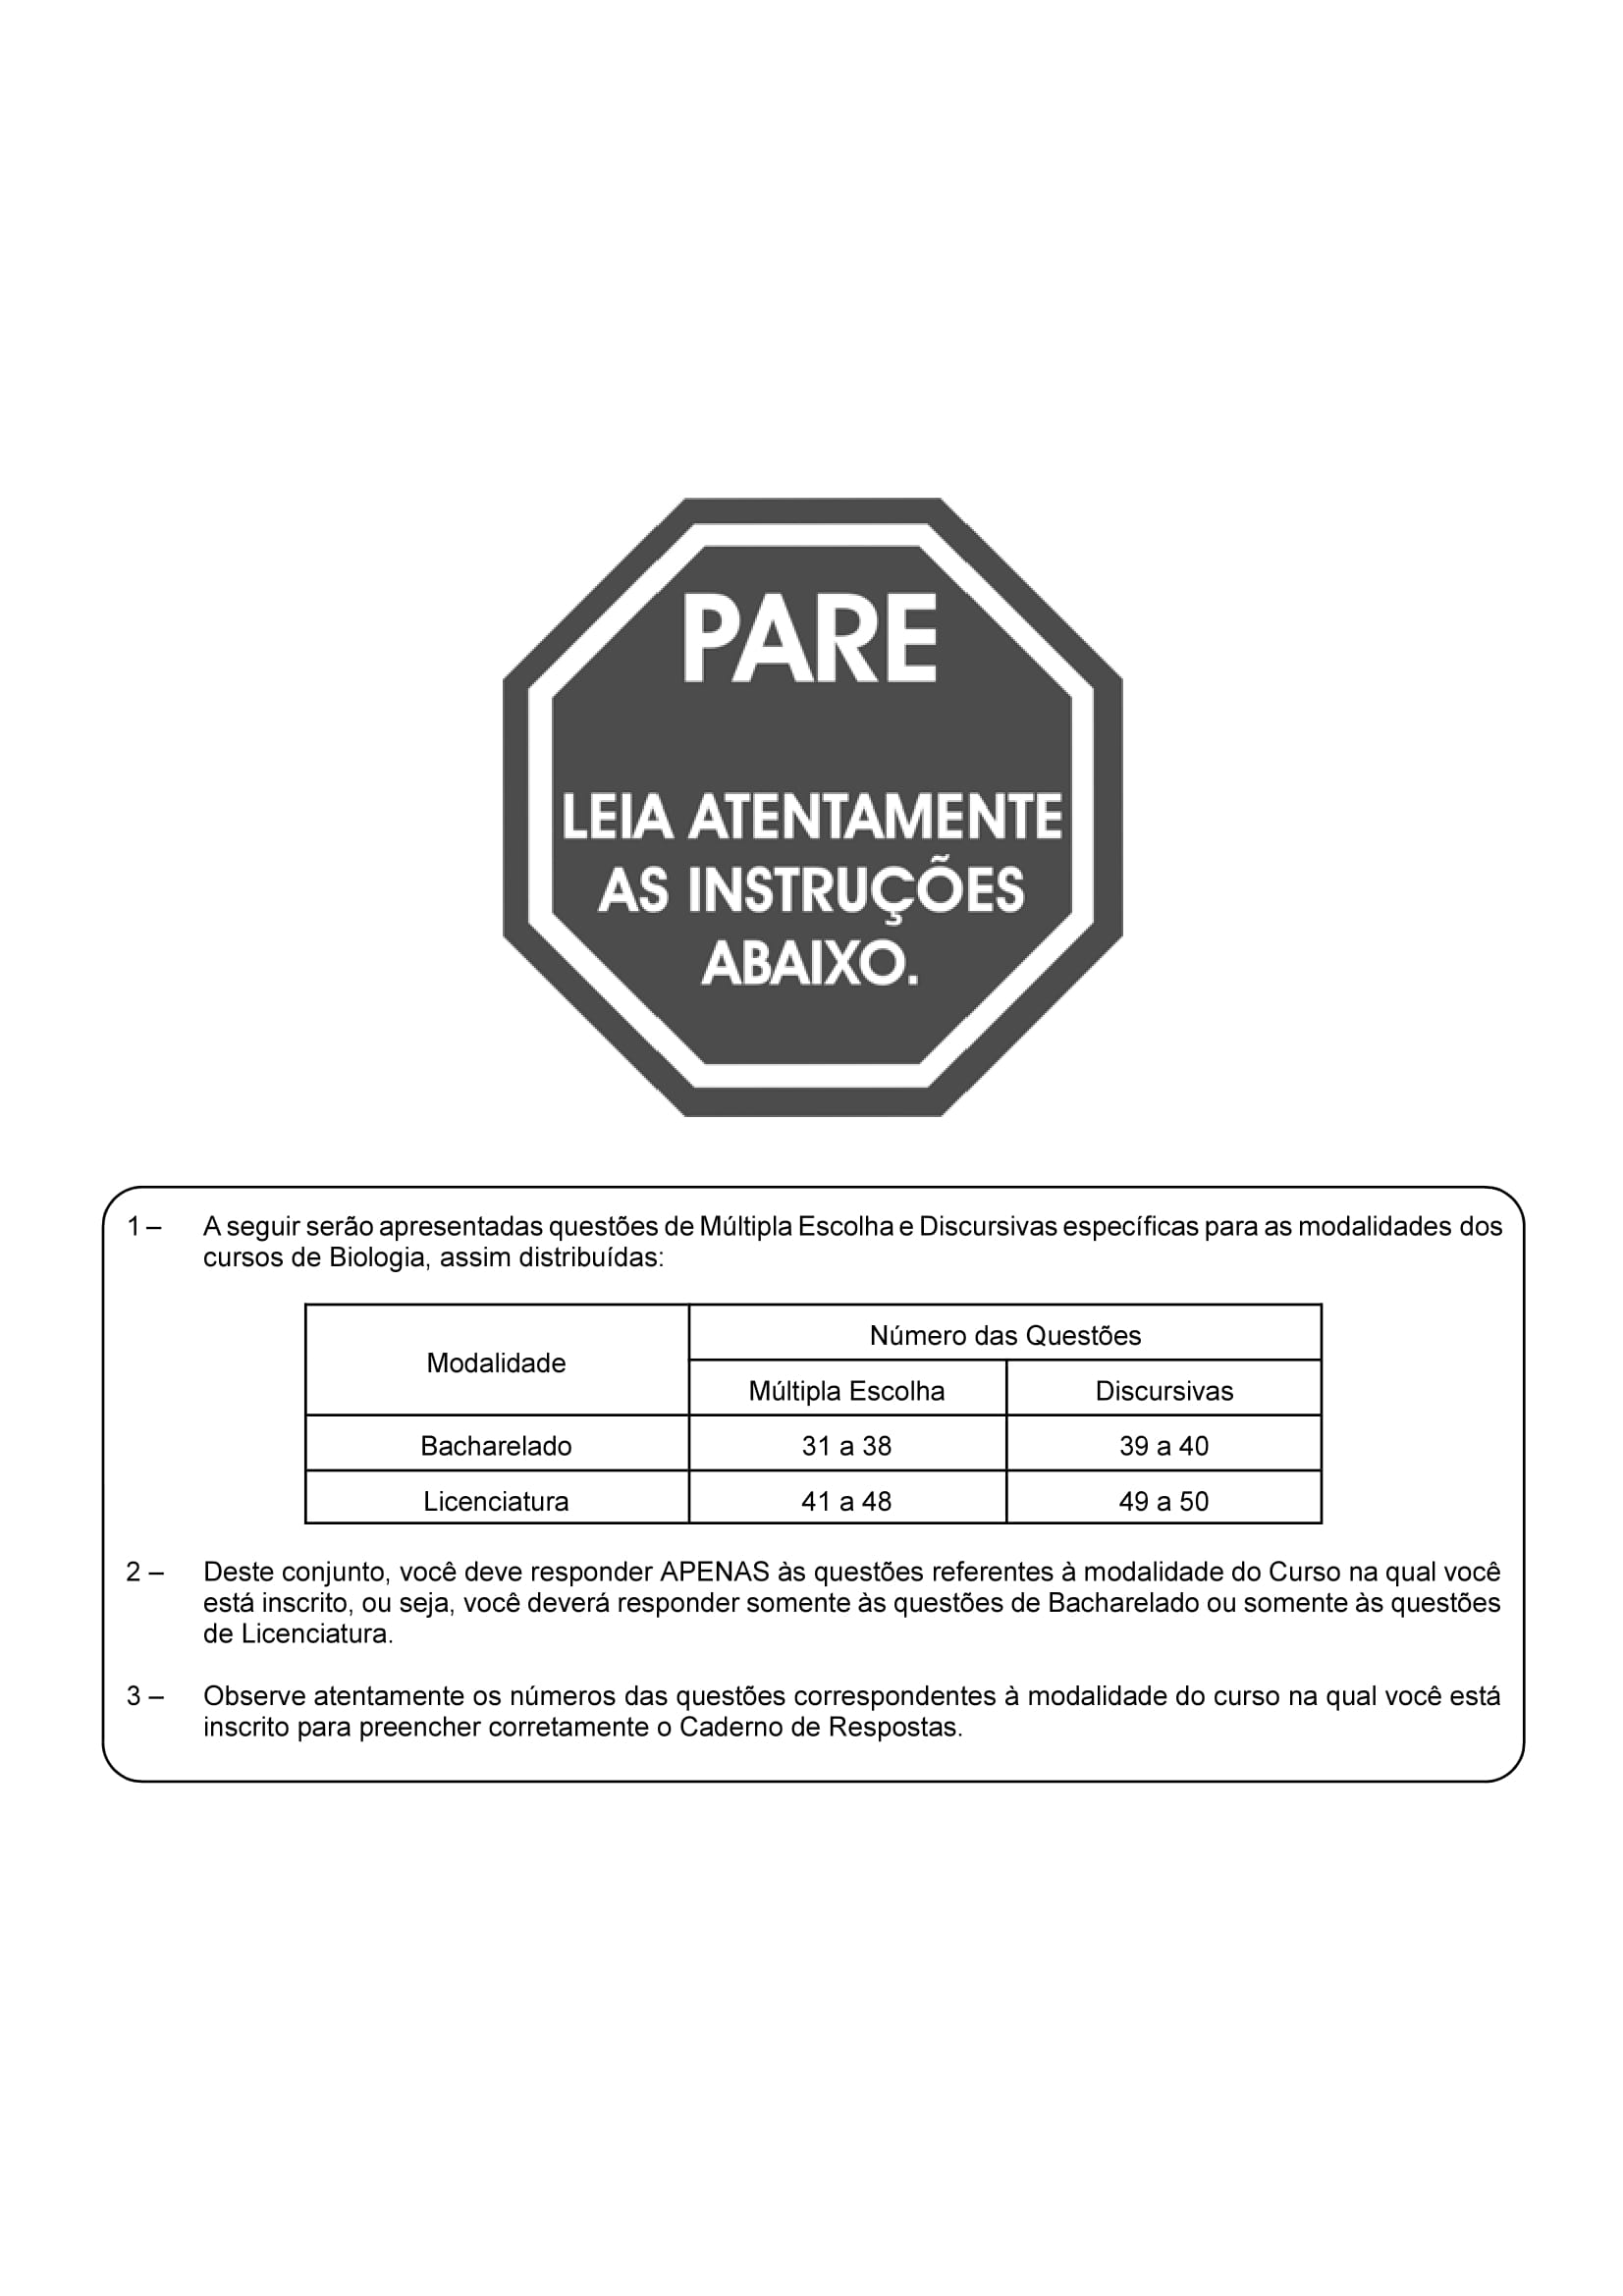 PARE
LEIA ATENTAMENTE
AS INSTRUÇÕES
ABAIXO.
1 – A seguir serão apresentadas questões de Múltipla Escolha e Discursivas específicas para as modalidades dos
cursos de Biologia, assim distribuídas:
Modalidade
Número das Questões
Múltipla Escolha Discursivas
Bacharelado 31 a 38 39 a 40
Licenciatura 41 a 48 49 a 50
2 – Deste conjunto, você deve responder APENAS às questões referentes à modalidade do Curso na qual você
está inscrito, ou seja, você deverá responder somente às questões de Bacharelado ou somente às questões
de Licenciatura.
3 – Observe atentamente os números das questões correspondentes à modalidade do curso na qual você está
inscrito para preencher corretamente o Caderno de Respostas.